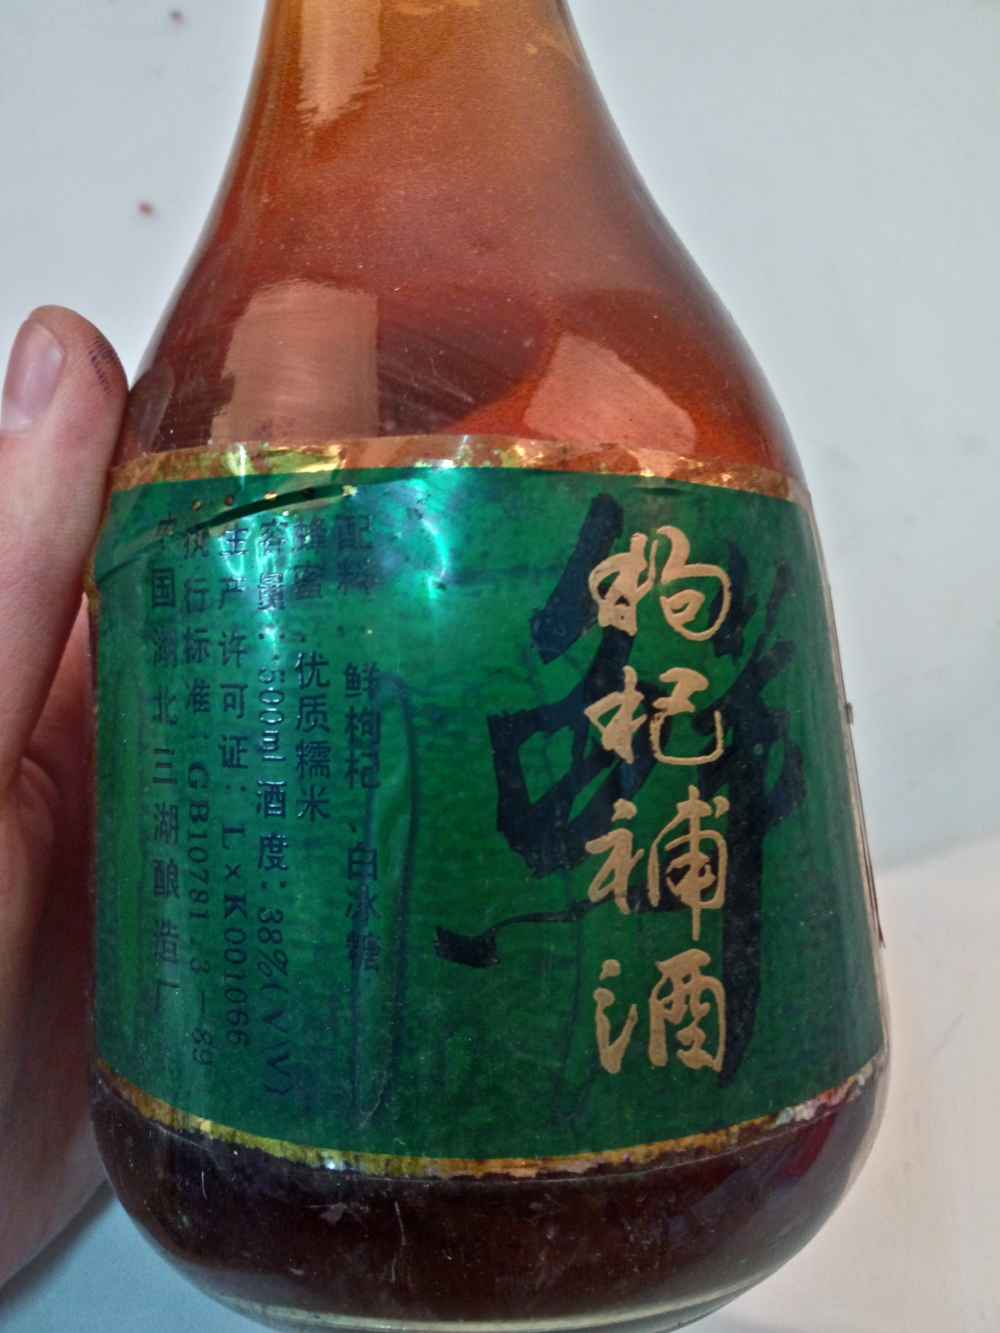 鲜
枸杞補酒
配料：鲜枸杞、白冰糖
蜂蜜、优质糯米
容量：500ml 酒度：38%(V/V)
生产许可证：L×K001066
执行标准：GB10781.3—89
中国湖北三湖酿造厂